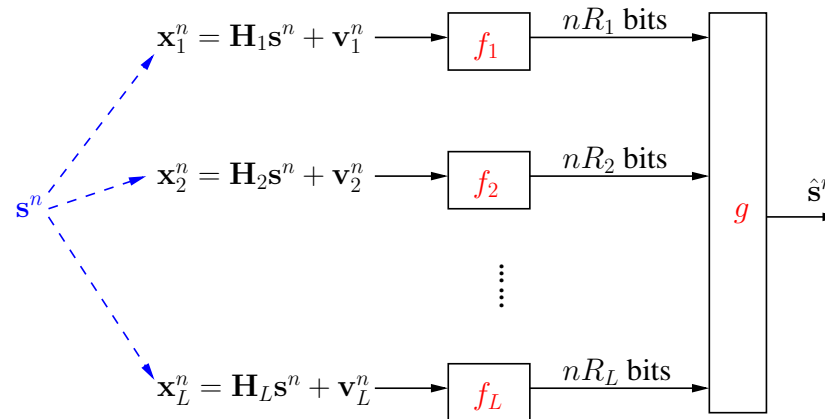 𝐱₁ⁿ = 𝐇₁𝐬ⁿ + 𝐯₁ⁿ f₁ nR₁ bits
𝐱₂ⁿ = 𝐇₂𝐬ⁿ + 𝐯₂ⁿ f₂ nR₂ bits
𝐬ⁿ g 𝐬̂ⁿ
𝐱_Lⁿ = 𝐇_L𝐬ⁿ + 𝐯_Lⁿ f_L nR_L bits